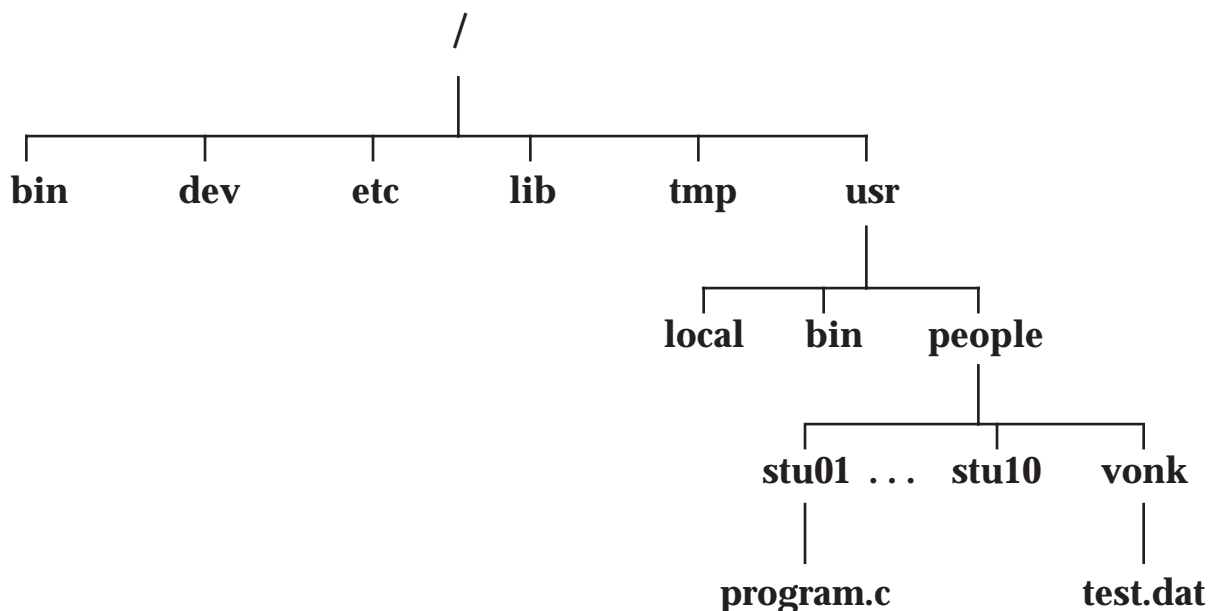 /
bin dev etc lib tmp usr
local bin people
stu01 . . . stu10 vonk
program.c test.dat